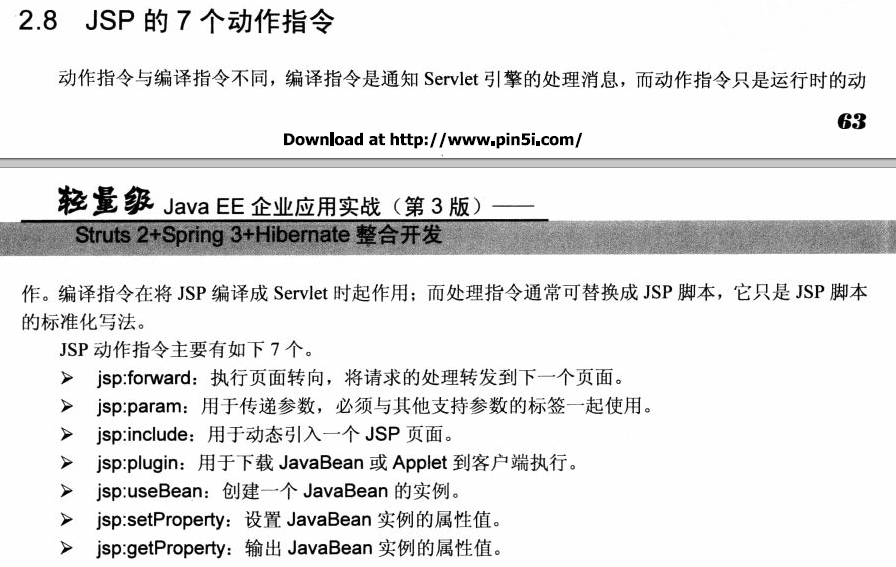 2.8 JSP 的 7 个动作指令
动作指令与编译指令不同，编译指令是通知 Servlet 引擎的处理消息，而动作指令只是运行时的动
63
Download at http://www.pin5i.com/
轻量级 Java EE 企业应用实战（第 3 版）——
Struts 2+Spring 3+Hibernate 整合开发
作。编译指令在将 JSP 编译成 Servlet 时起作用；而处理指令通常可替换成 JSP 脚本，它只是 JSP 脚本
的标准化写法。
JSP 动作指令主要有如下 7 个。
➢ jsp:forward：执行页面转向，将请求的处理转发到下一个页面。
➢ jsp:param：用于传递参数，必须与其他支持参数的标签一起使用。
➢ jsp:include：用于动态引入一个 JSP 页面。
➢ jsp:plugin：用于下载 JavaBean 或 Applet 到客户端执行。
➢ jsp:useBean：创建一个 JavaBean 的实例。
➢ jsp:setProperty：设置 JavaBean 实例的属性值。
➢ jsp:getProperty：输出 JavaBean 实例的属性值。